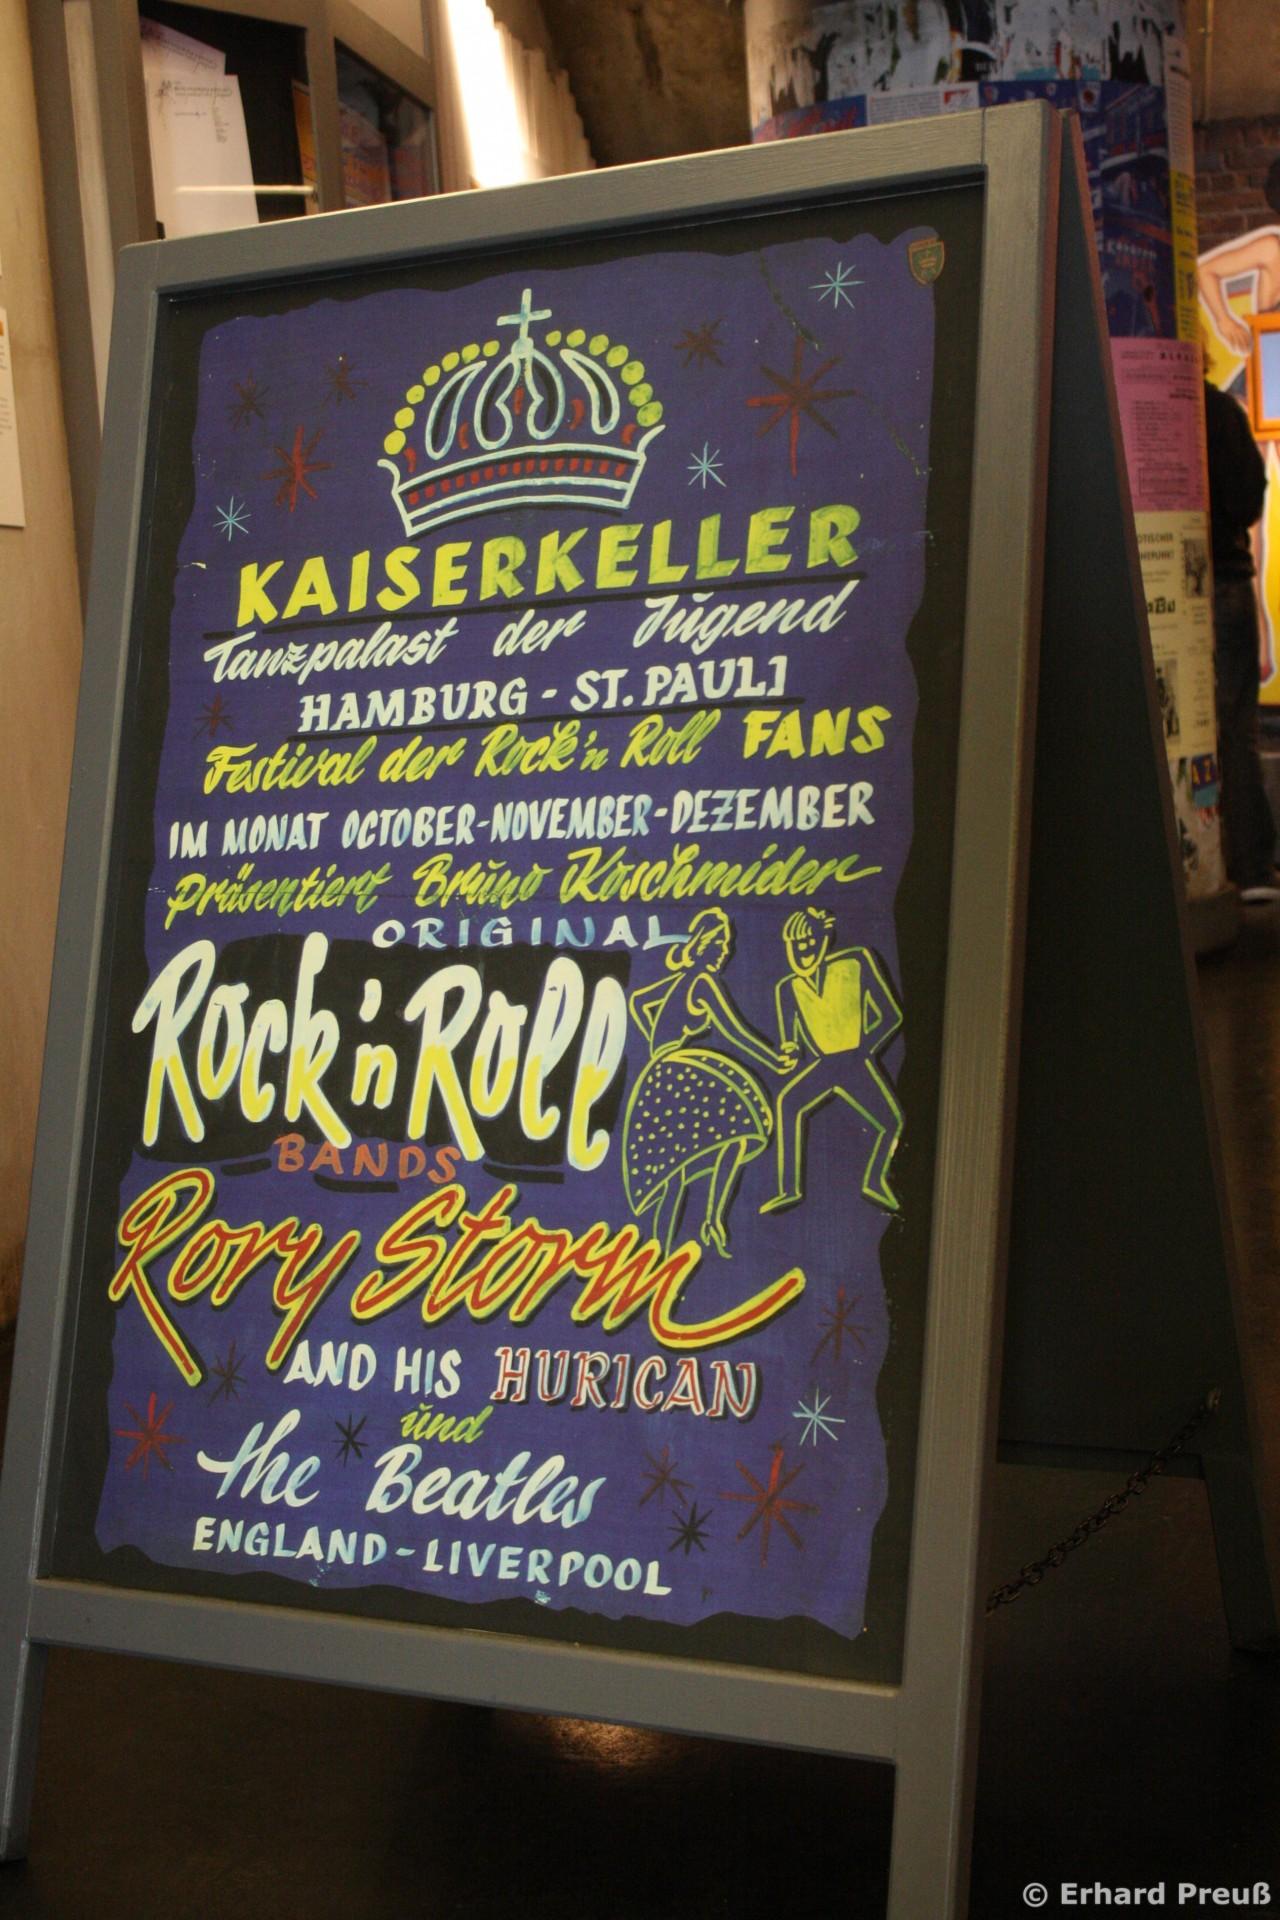 KAISERKELLER
Tanzpalast der Jugend
HAMBURG - ST. PAULI
Festival der Rock'n Roll FANS
IM MONAT OCTOBER-NOVEMBER-DEZEMBER
Präsentiert Bruno Koschmider
ORIGINAL
Rock'n Roll
BANDS
Rory Storm
AND HIS HURICAN
und
the Beatles
ENGLAND - LIVERPOOL
© Erhard Preuß